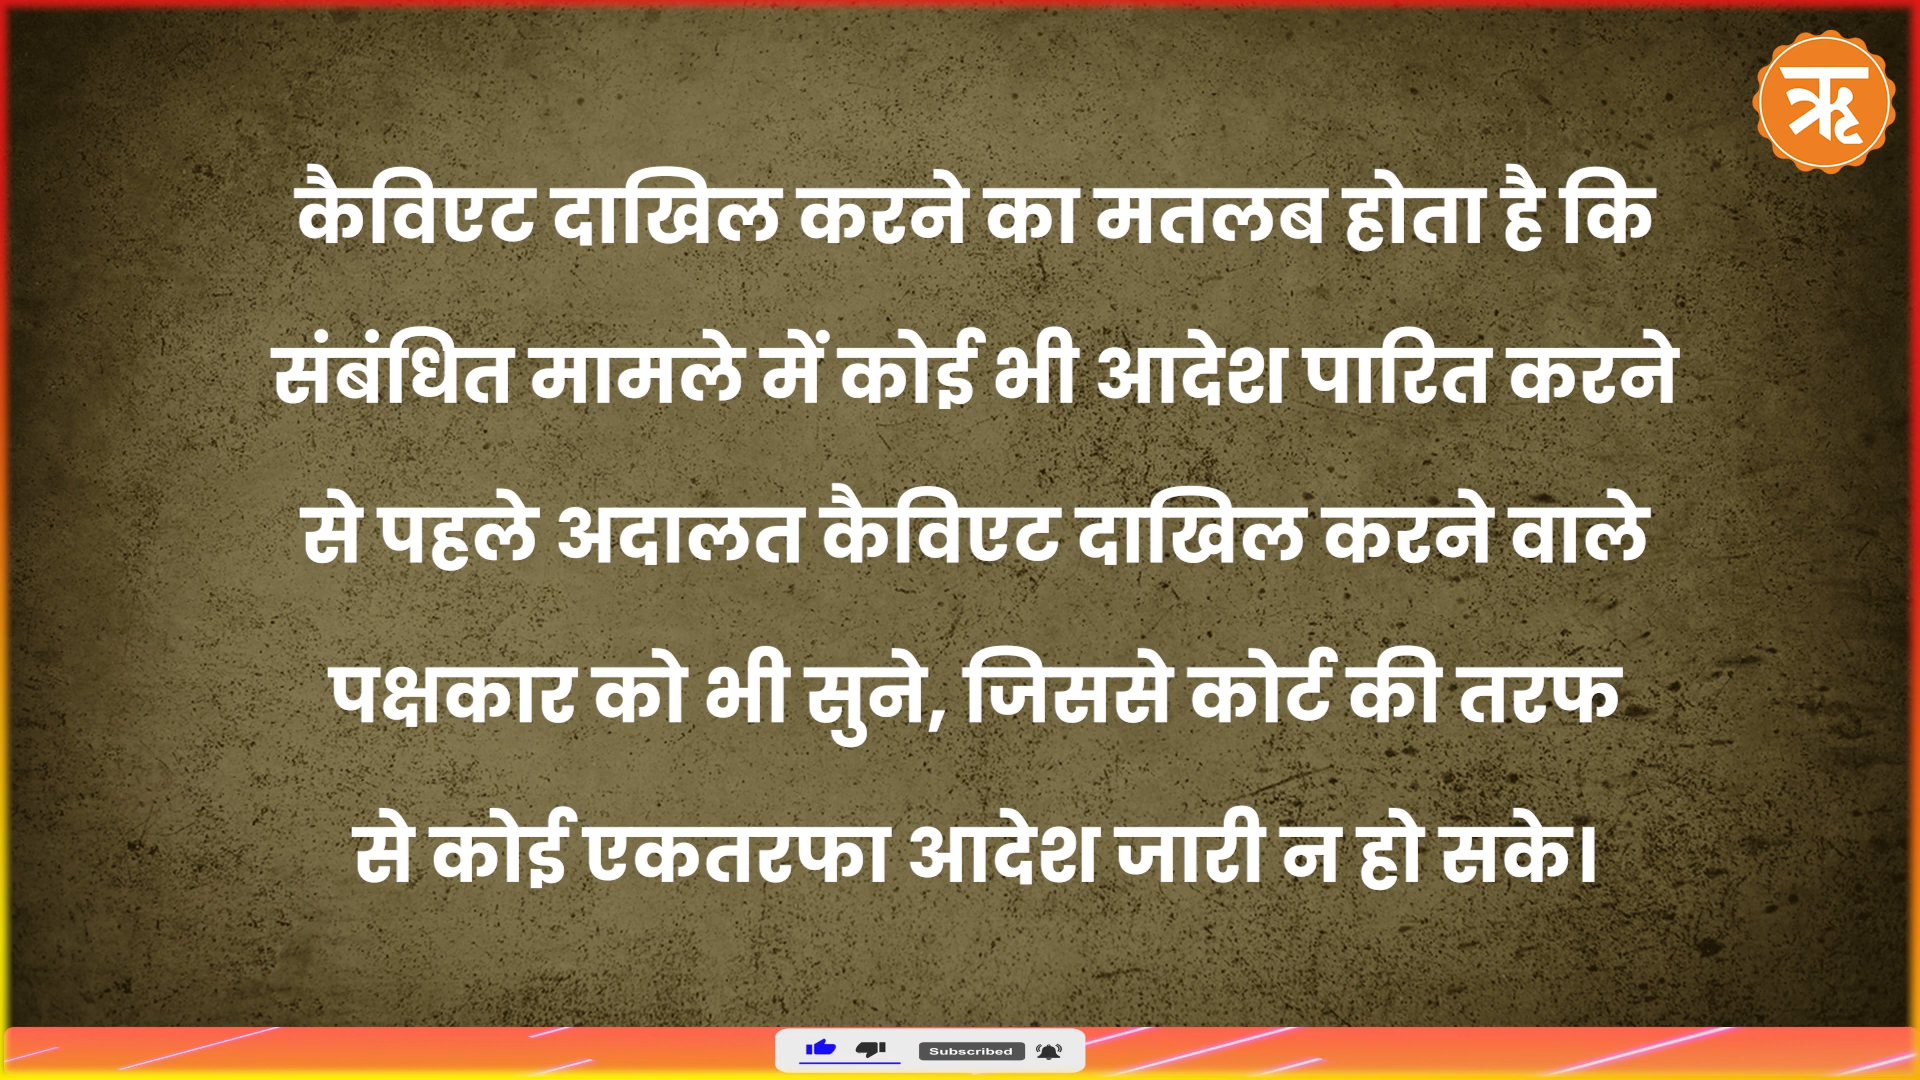 ऋ
कैविएट दाखिल करने का मतलब होता है कि
संबंधित मामले में कोई भी आदेश पारित करने
से पहले अदालत कैविएट दाखिल करने वाले
पक्षकार को भी सुने, जिससे कोर्ट की तरफ
से कोई एकतरफा आदेश जारी न हो सके।
Subscribed